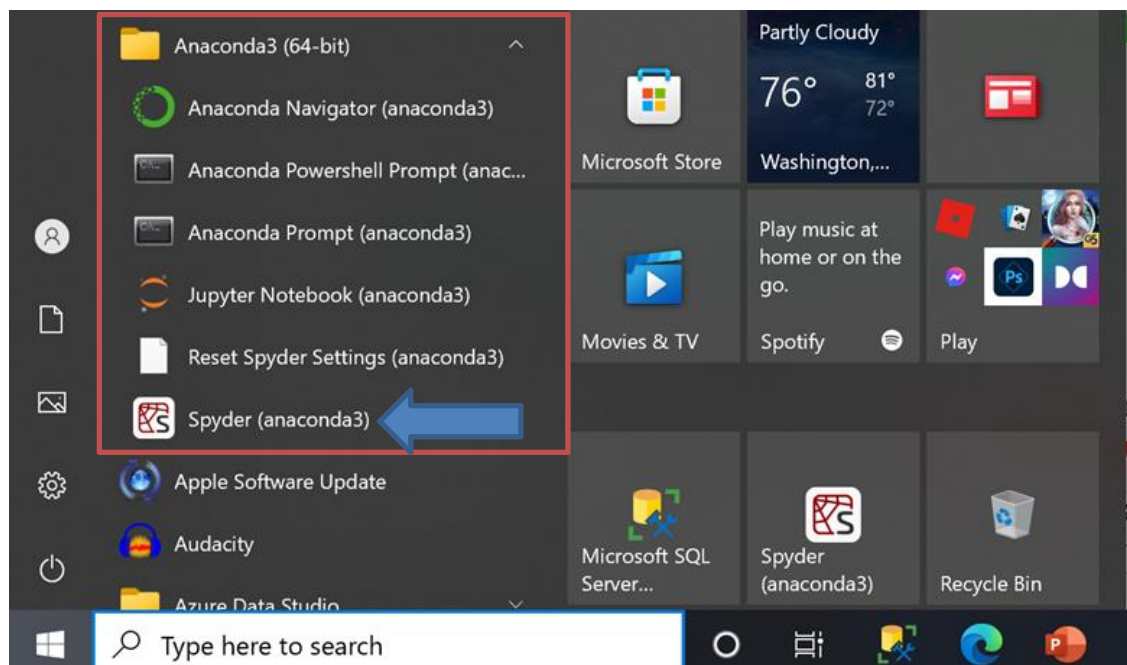 Anaconda3 (64-bit)
Anaconda Navigator (anaconda3)
Anaconda Powershell Prompt (anac...
Anaconda Prompt (anaconda3)
Jupyter Notebook (anaconda3)
Reset Spyder Settings (anaconda3)
Spyder (anaconda3)
Apple Software Update
Audacity
Azure Data Studio
Microsoft Store
Partly Cloudy
76°
81°
72°
Washington,...
Movies & TV
Play music at
home or on the
go.
Spotify
Ps
Play
Microsoft SQL
Server...
Spyder
(anaconda3)
Recycle Bin
Type here to search